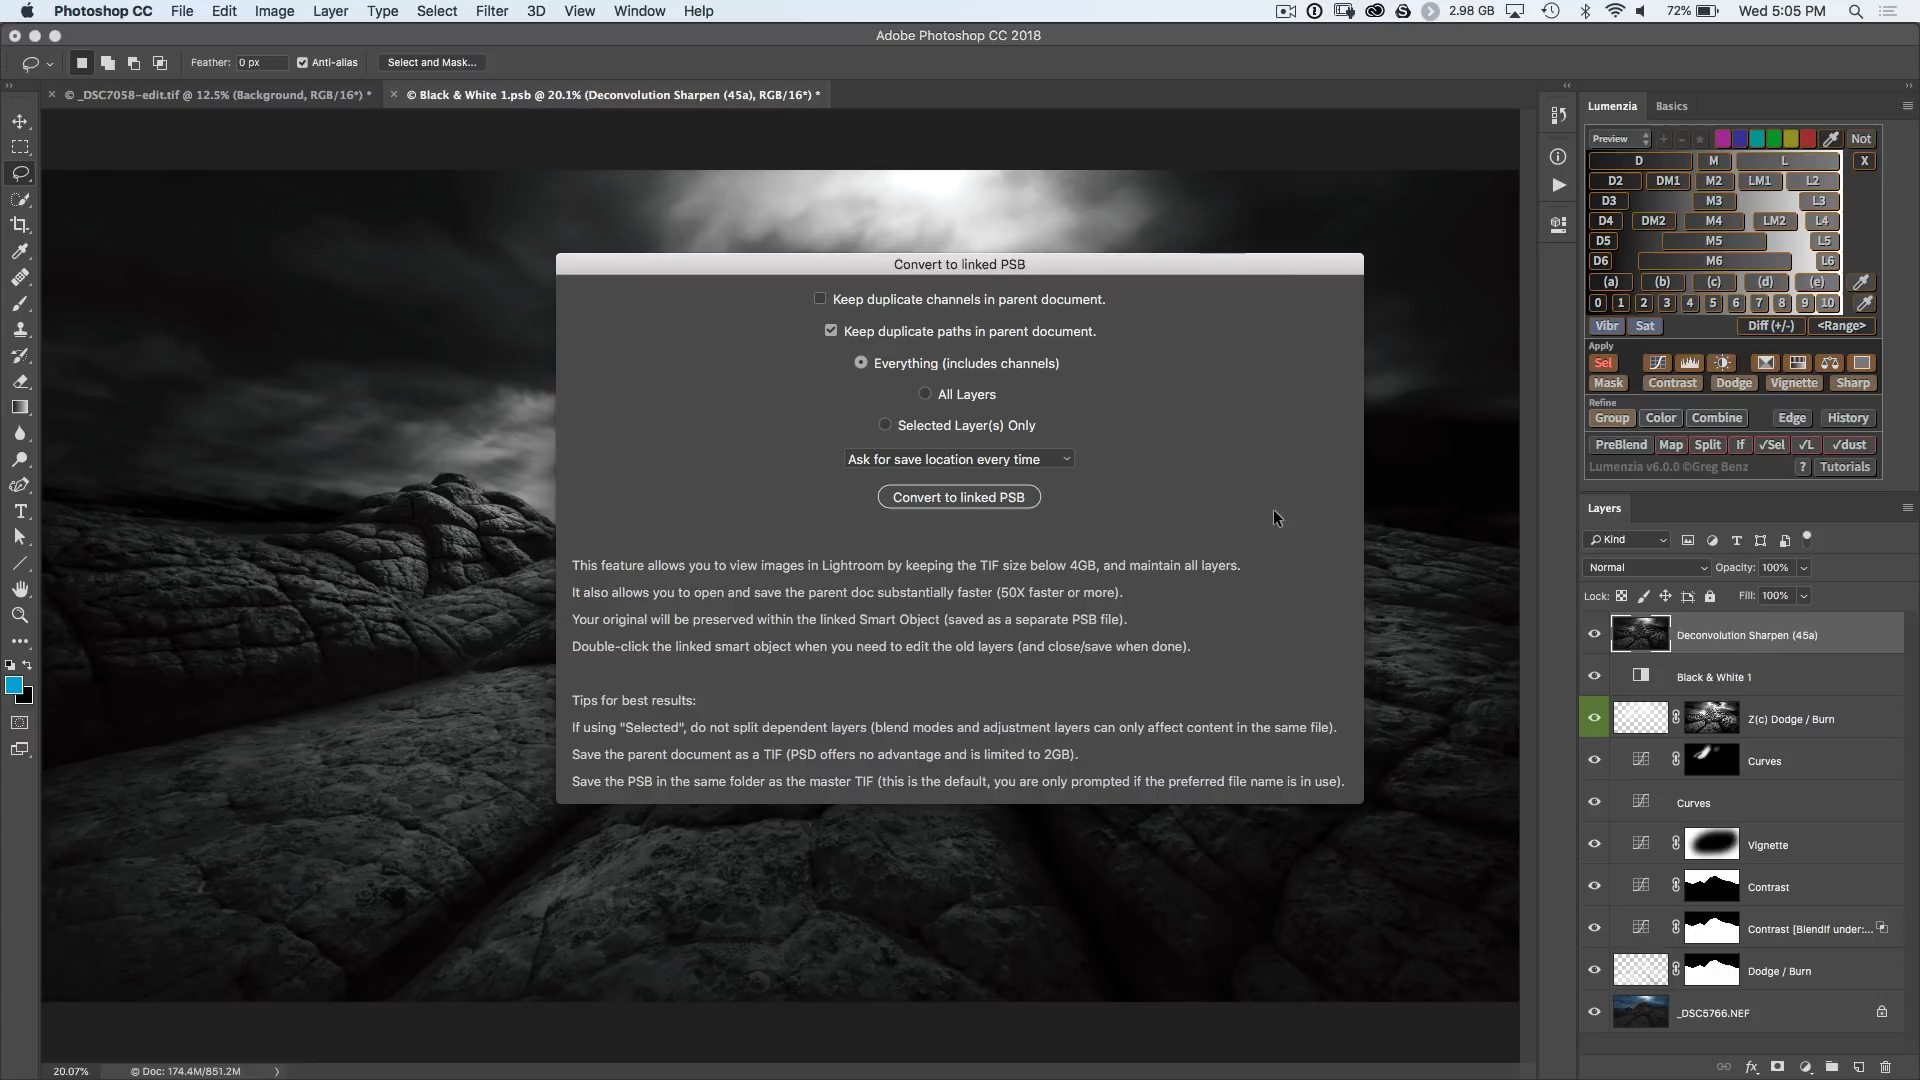 Photoshop CC File Edit Image Layer Type Select Filter 3D View Window Help 2.98 GB 72% Wed 5:05 PM
Adobe Photoshop CC 2018
Feather: 0 px Anti-alias Select and Mask...
© _DSC7058-edit.tif @ 12.5% (Background, RGB/16*) * © Black & White 1.psb @ 20.1% (Deconvolution Sharpen (45a), RGB/16*) *
Lumenzia Basics
Preview Not
D M L X
D2 DM1 M2 LM1 L2
D3 M3 L3
D4 DM2 M4 LM2 L4
D5 M5 L5
D6 M6 L6
(a) (b) (c) (d) (e)
0 1 2 3 4 5 6 7 8 9 10
Vibr Sat Diff (+/-) <Range>
Apply
Sel
Mask Contrast Dodge Vignette Sharp
Refine
Group Color Combine Edge History
PreBlend Map Split If √Sel √L √dust
Lumenzia v6.0.0 ©Greg Benz ? Tutorials
Convert to linked PSB
Keep duplicate channels in parent document.
Keep duplicate paths in parent document.
Everything (includes channels)
All Layers
Selected Layer(s) Only
Ask for save location every time
Convert to linked PSB
This feature allows you to view images in Lightroom by keeping the TIF size below 4GB, and maintain all layers.
It also allows you to open and save the parent doc substantially faster (50X faster or more).
Your original will be preserved within the linked Smart Object (saved as a separate PSB file).
Double-click the linked smart object when you need to edit the old layers (and close/save when done).
Tips for best results:
If using "Selected", do not split dependent layers (blend modes and adjustment layers can only affect content in the same file).
Save the parent document as a TIF (PSD offers no advantage and is limited to 2GB).
Save the PSB in the same folder as the master TIF (this is the default, you are only prompted if the preferred file name is in use).
Layers
Kind
Normal Opacity: 100%
Lock: Fill: 100%
Deconvolution Sharpen (45a)
Black & White 1
Z(c) Dodge / Burn
Curves
Curves
Vignette
Contrast
Contrast [BlendIf under:...
Dodge / Burn
_DSC5766.NEF
20.07% © Doc: 174.4M/851.2M